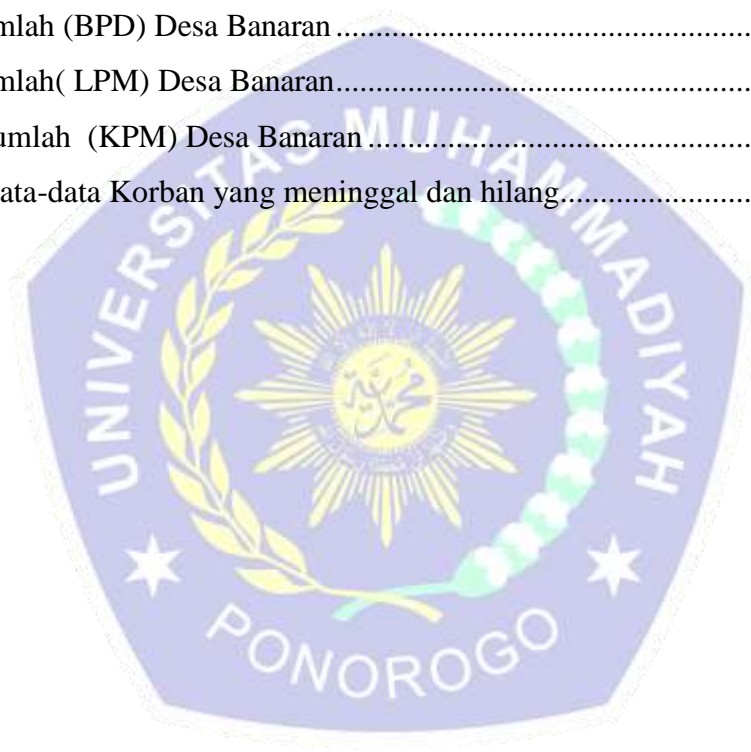 mlah (BPD) Desa Banaran ................................................
mlah( LPM) Desa Banaran................................................
umlah  (KPM) Desa Banaran ............................................
ata-data Korban yang meninggal dan hilang.......................
UNIVERSITAS MUHAMMADIYAH
PONOROGO